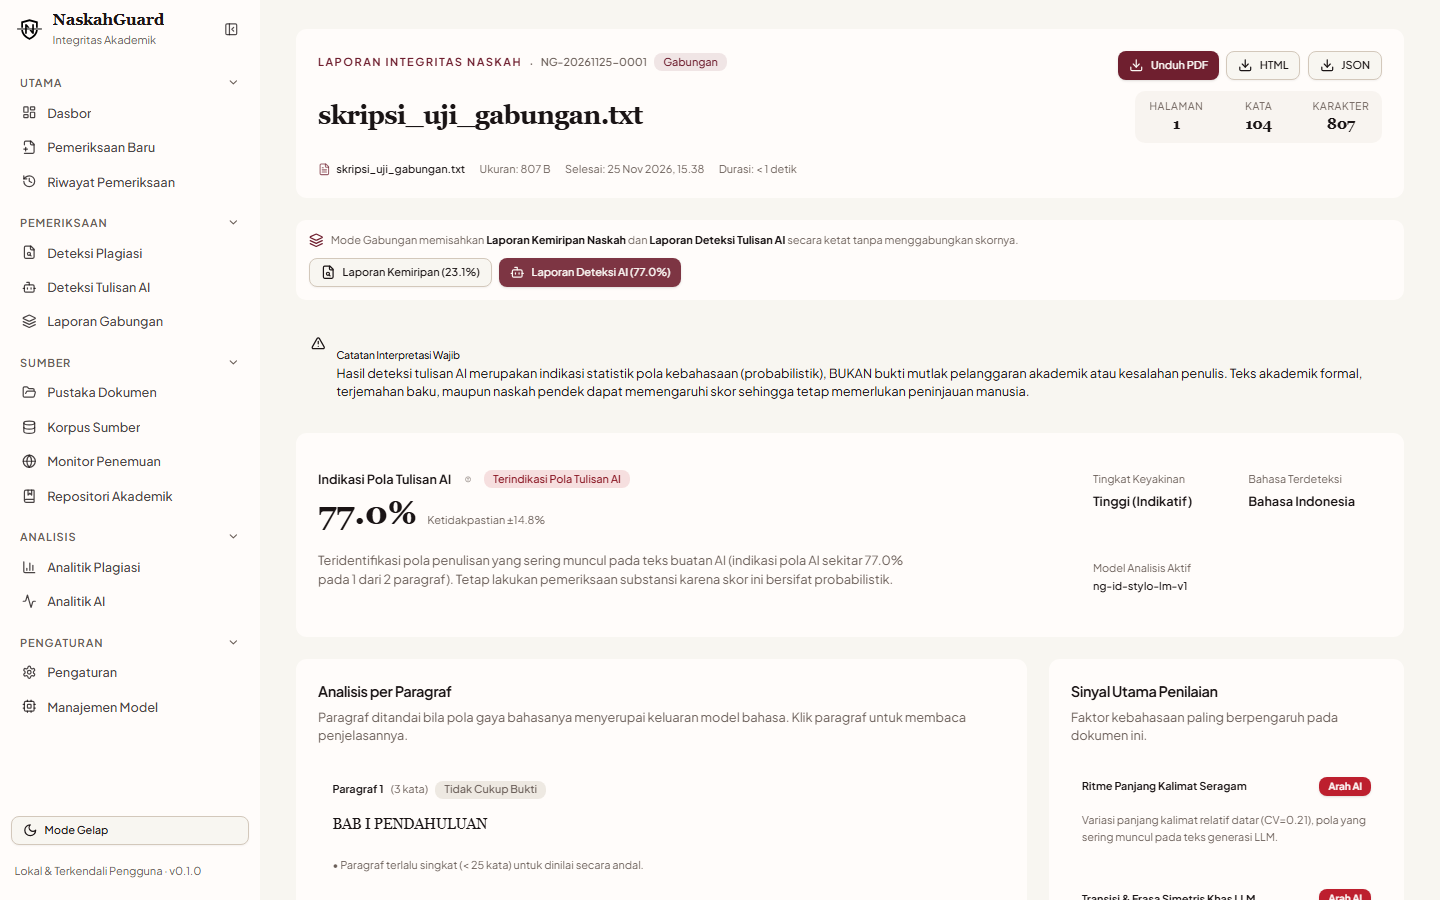 NaskahGuard
Integritas Akademik
UTAMA
Dasbor
Pemeriksaan Baru
Riwayat Pemeriksaan
PEMERIKSAAN
Deteksi Plagiasi
Deteksi Tulisan AI
Laporan Gabungan
SUMBER
Pustaka Dokumen
Korpus Sumber
Monitor Penemuan
Repositori Akademik
ANALISIS
Analitik Plagiasi
Analitik AI
PENGATURAN
Pengaturan
Manajemen Model
Mode Gelap
Lokal & Terkendali Pengguna · v0.1.0
LAPORAN INTEGRITAS NASKAH · NG-20261125-0001 Gabungan
Unduh PDF HTML JSON
skripsi_uji_gabungan.txt
HALAMAN KATA KARAKTER
1 104 807
skripsi_uji_gabungan.txt Ukuran: 807 B Selesai: 25 Nov 2026, 15.38 Durasi: < 1 detik
Mode Gabungan memisahkan Laporan Kemiripan Naskah dan Laporan Deteksi Tulisan AI secara ketat tanpa menggabungkan skornya.
Laporan Kemiripan (23.1%) Laporan Deteksi AI (77.0%)
Catatan Interpretasi Wajib
Hasil deteksi tulisan AI merupakan indikasi statistik pola kebahasaan (probabilistik), BUKAN bukti mutlak pelanggaran akademik atau kesalahan penulis. Teks akademik formal,
terjemahan baku, maupun naskah pendek dapat memengaruhi skor sehingga tetap memerlukan peninjauan manusia.
Indikasi Pola Tulisan AI Terindikasi Pola Tulisan AI
77.0% Ketidakpastian ±14.8%
Teridentifikasi pola penulisan yang sering muncul pada teks buatan AI (indikasi pola AI sekitar 77.0%
pada 1 dari 2 paragraf). Tetap lakukan pemeriksaan substansi karena skor ini bersifat probabilistik.
Tingkat Keyakinan Bahasa Terdeteksi
Tinggi (Indikatif) Bahasa Indonesia
Model Analisis Aktif
ng-id-stylo-lm-v1
Analisis per Paragraf
Paragraf ditandai bila pola gaya bahasanya menyerupai keluaran model bahasa. Klik paragraf untuk membaca
penjelasannya.
Paragraf 1 (3 kata) Tidak Cukup Bukti
BAB I PENDAHULUAN
• Paragraf terlalu singkat (< 25 kata) untuk dinilai secara andal.
Sinyal Utama Penilaian
Faktor kebahasaan paling berpengaruh pada
dokumen ini.
Ritme Panjang Kalimat Seragam Arah AI
Variasi panjang kalimat relatif datar (CV=0.21), pola yang
sering muncul pada teks generasi LLM.
Transisi & Frasa Simetris Khas LLM Arah AI